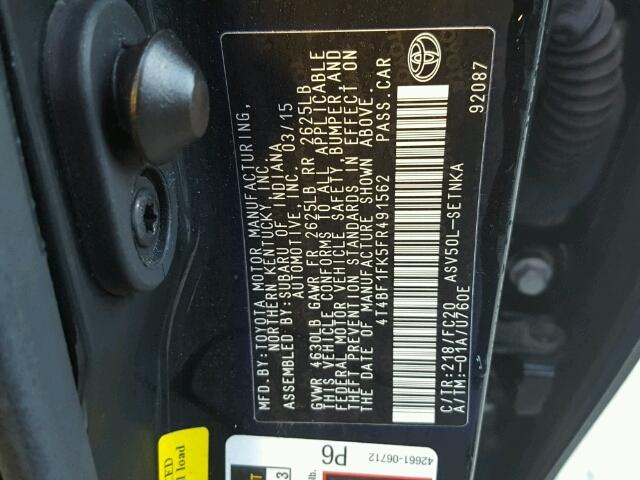 MFD BY:TOYOTA MOTOR MANUFACTURING,
NORTHERN KENTUCKY, INC.
ASSEMBLED BY:SUBARU OF INDIANA
AUTOMOTIVE, INC. 03/15
GVWR 4630LB GAWR FR 2625LB RR 2625LB
THIS VEHICLE CONFORMS TO ALL APPLICABLE
FEDERAL MOTOR VEHICLE SAFETY, BUMPER, AND
THEFT PREVENTION STANDARDS IN EFFECT ON
THE DATE OF MANUFACTURE SHOWN ABOVE.
4T4BF1FK5FR491562 PASS. CAR
C/TR:218/FC20 ASV50L-SETNKA
A/TM:-01A/U760E
92087
load
P6
42661-06712
lb.
3